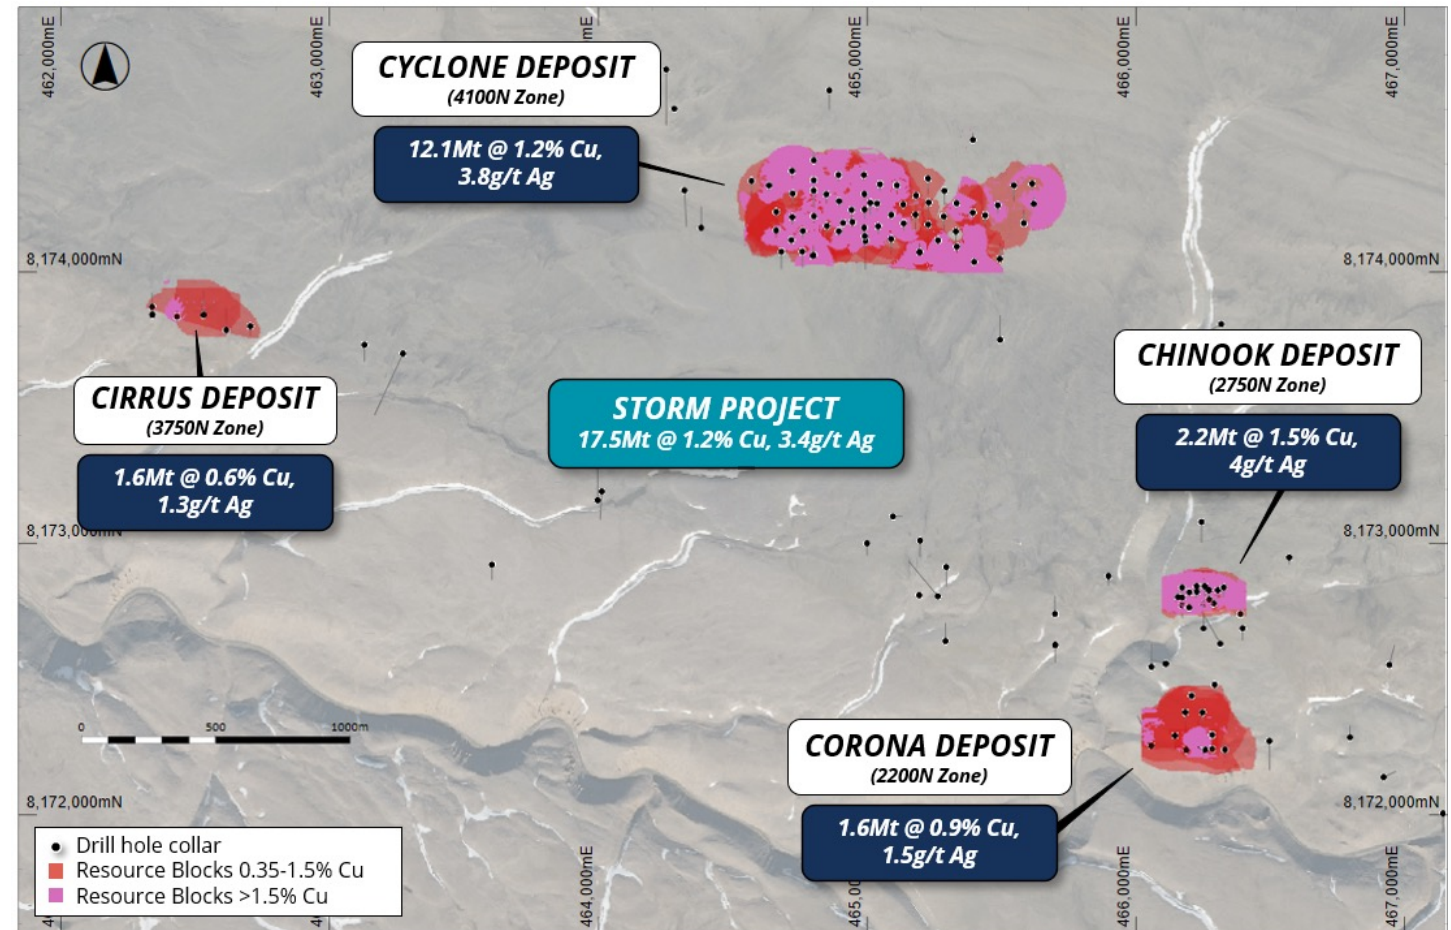 462,000mE
463,000mE
465,000mE
466,000mE
467,000mE
CYCLONE DEPOSIT
(4100N Zone)
12.1Mt @ 1.2% Cu,
3.8g/t Ag
8,174,000mN
8,174,000mN
CIRRUS DEPOSIT
(3750N Zone)
1.6Mt @ 0.6% Cu,
1.3g/t Ag
STORM PROJECT
17.5Mt @ 1.2% Cu, 3.4g/t Ag
CHINOOK DEPOSIT
(2750N Zone)
2.2Mt @ 1.5% Cu,
4g/t Ag
8,173,000mN
8,173,000mN
0 500 1000m
CORONA DEPOSIT
(2200N Zone)
1.6Mt @ 0.9% Cu,
1.5g/t Ag
8,172,000mN
8,172,000mN
Drill hole collar
Resource Blocks 0.35-1.5% Cu
Resource Blocks >1.5% Cu
464,000mE
466,000mE
467,000mE